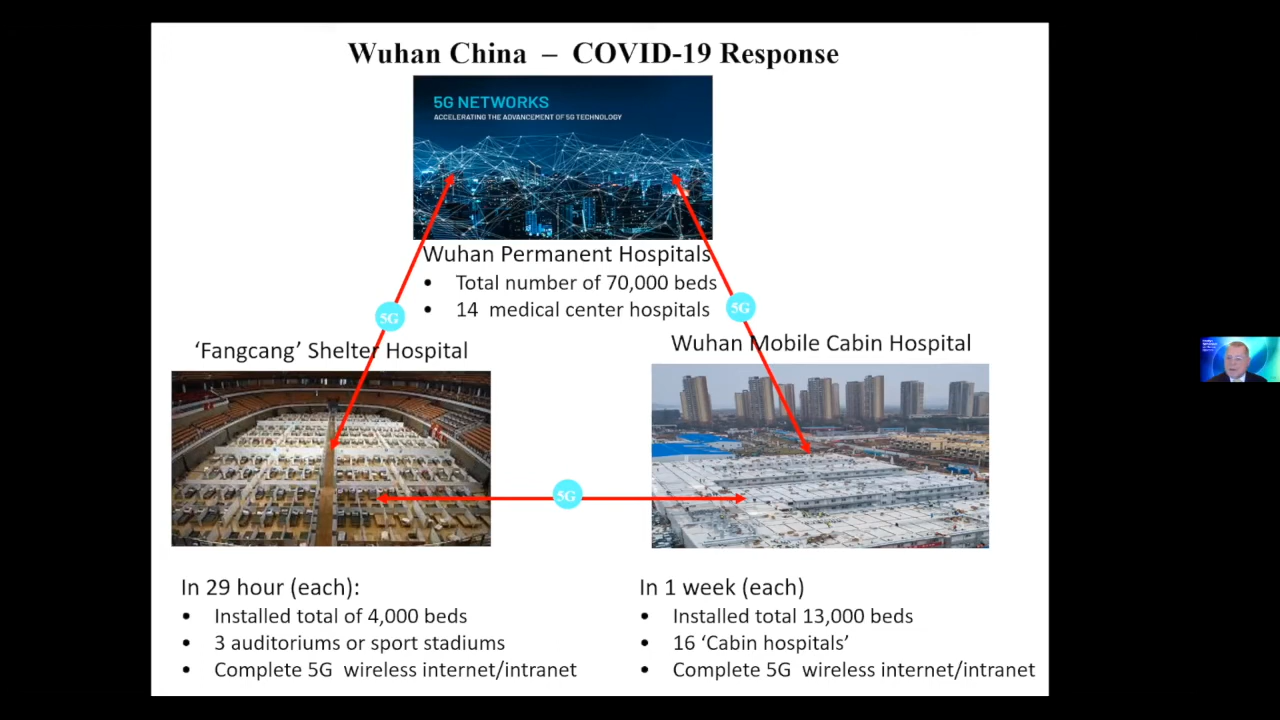 Wuhan China – COVID-19 Response
5G NETWORKS
ACCELERATING THE ADVANCEMENT OF 5G TECHNOLOGY
Wuhan Permanent Hospitals
• Total number of 70,000 beds
• 14 medical center hospitals
5G
5G
‘Fangcang’ Shelter Hospital
Wuhan Mobile Cabin Hospital
5G
In 29 hour (each):
• Installed total of 4,000 beds
• 3 auditoriums or sport stadiums
• Complete 5G wireless internet/intranet
In 1 week (each)
• Installed total 13,000 beds
• 16 ‘Cabin hospitals’
• Complete 5G wireless internet/intranet